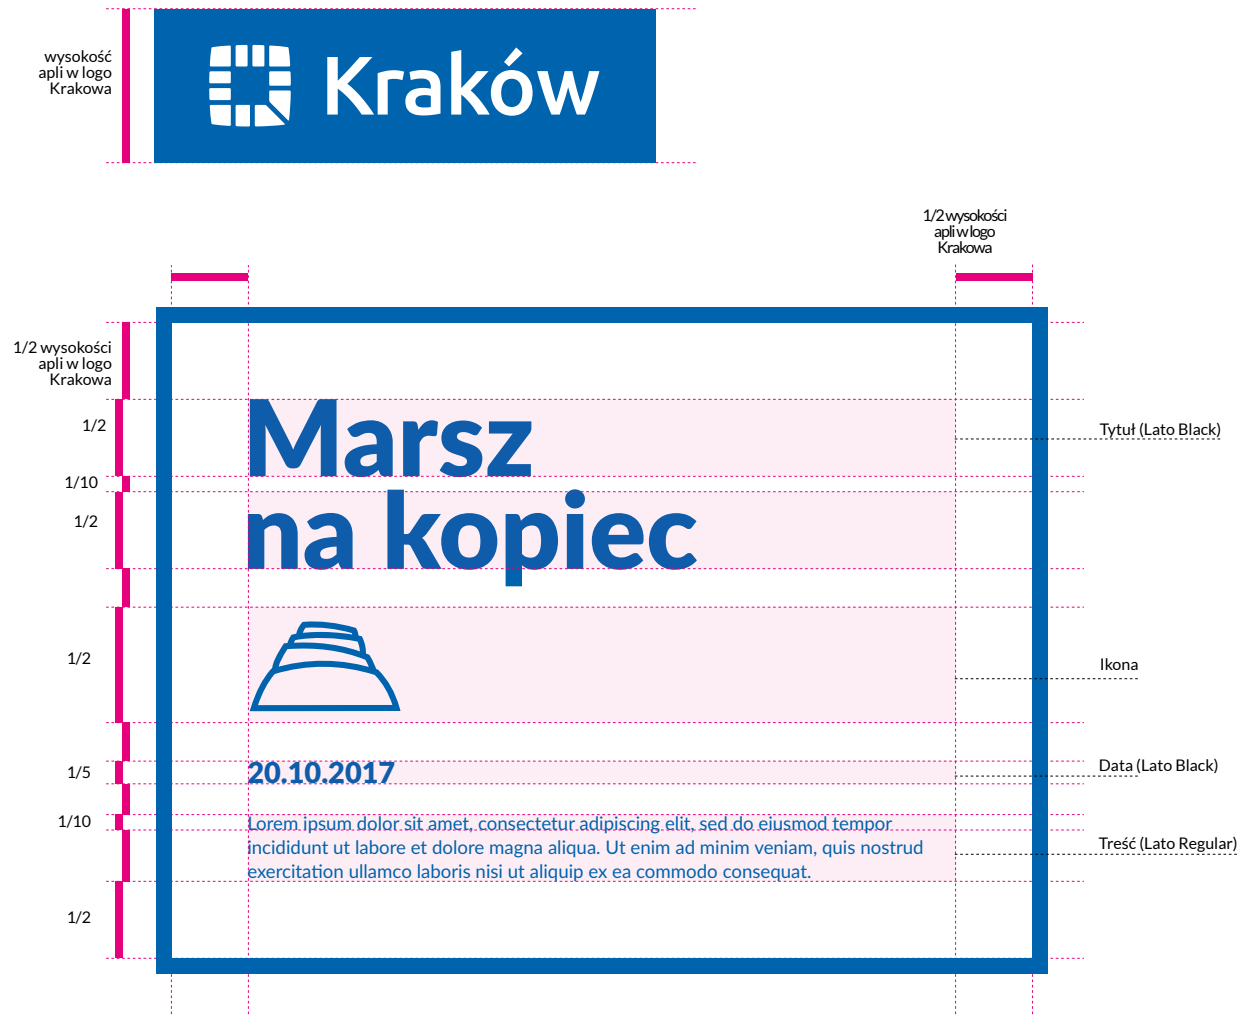 wysokość
apli w logo
Krakowa
Kraków
1/2 wysokości
apli w logo
Krakowa
1/2 wysokości
apli w logo
Krakowa
1/2
Marsz
Tytuł (Lato Black)
1/10
1/2
na kopiec
1/2
Ikona
1/5
20.10.2017
Data (Lato Black)
1/10
Lorem ipsum dolor sit amet, consectetur adipiscing elit, sed do eiusmod tempor
incididunt ut labore et dolore magna aliqua. Ut enim ad minim veniam, quis nostrud
exercitation ullamco laboris nisi ut aliquip ex ea commodo consequat.
Treść (Lato Regular)
1/2